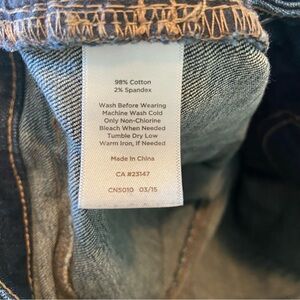 98% Cotton
2% Spandex
Wash Before Wearing
Machine Wash Cold
Only Non-Chlorine
Bleach When Needed
Tumble Dry Low
Warm Iron, If Needed
Made In China
CA #23147
CN5010 03/15